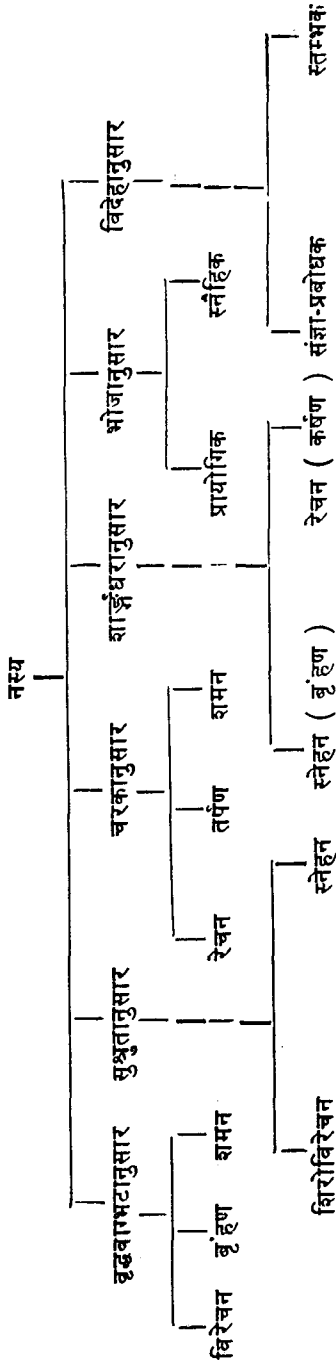 नस्य
वृद्धवाग्भटानुसार सुश्रुतानुसार चरकानुसार शार्ङ्गधरानुसार भोजानुसार विदेहानुसार
विरेचन बृंहण शमन रेचन तर्पण शमन प्रायोगिक स्नैहिक
शिरोविरेचन स्नेहन स्नेहन ( बृंहण ) रेचन ( कर्षण ) संज्ञा-प्रबोधक स्तम्भक